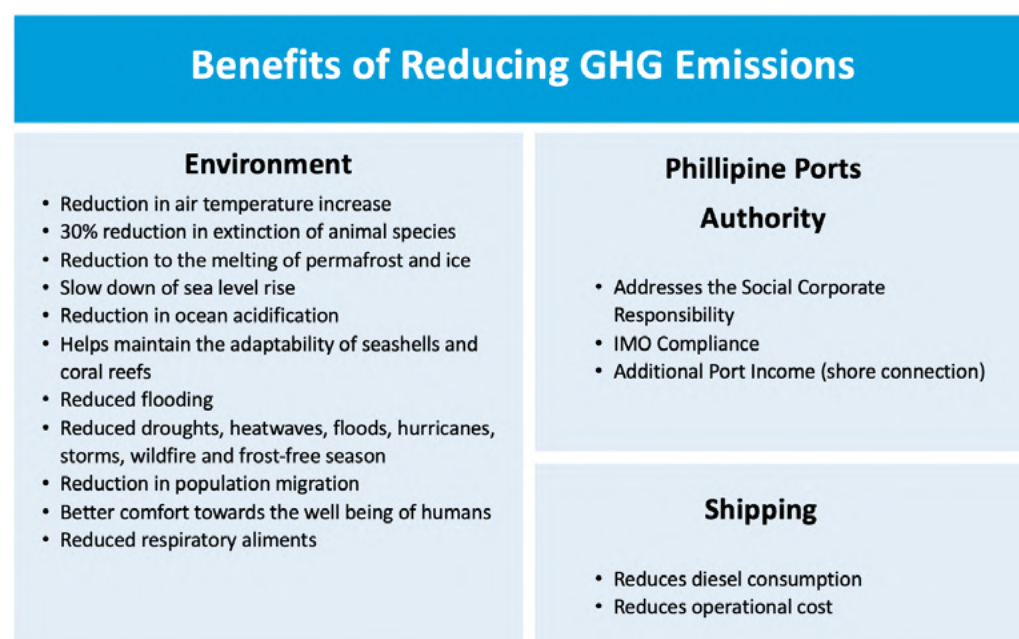 Benefits of Reducing GHG Emissions
Environment
• Reduction in air temperature increase
• 30% reduction in extinction of animal species
• Reduction to the melting of permafrost and ice
• Slow down of sea level rise
• Reduction in ocean acidification
• Helps maintain the adaptability of seashells and
coral reefs
• Reduced flooding
• Reduced droughts, heatwaves, floods, hurricanes,
storms, wildfire and frost-free season
• Reduction in population migration
• Better comfort towards the well being of humans
• Reduced respiratory aliments
Phillipine Ports
Authority
• Addresses the Social Corporate
Responsibility
• IMO Compliance
• Additional Port Income (shore connection)
Shipping
• Reduces diesel consumption
• Reduces operational cost